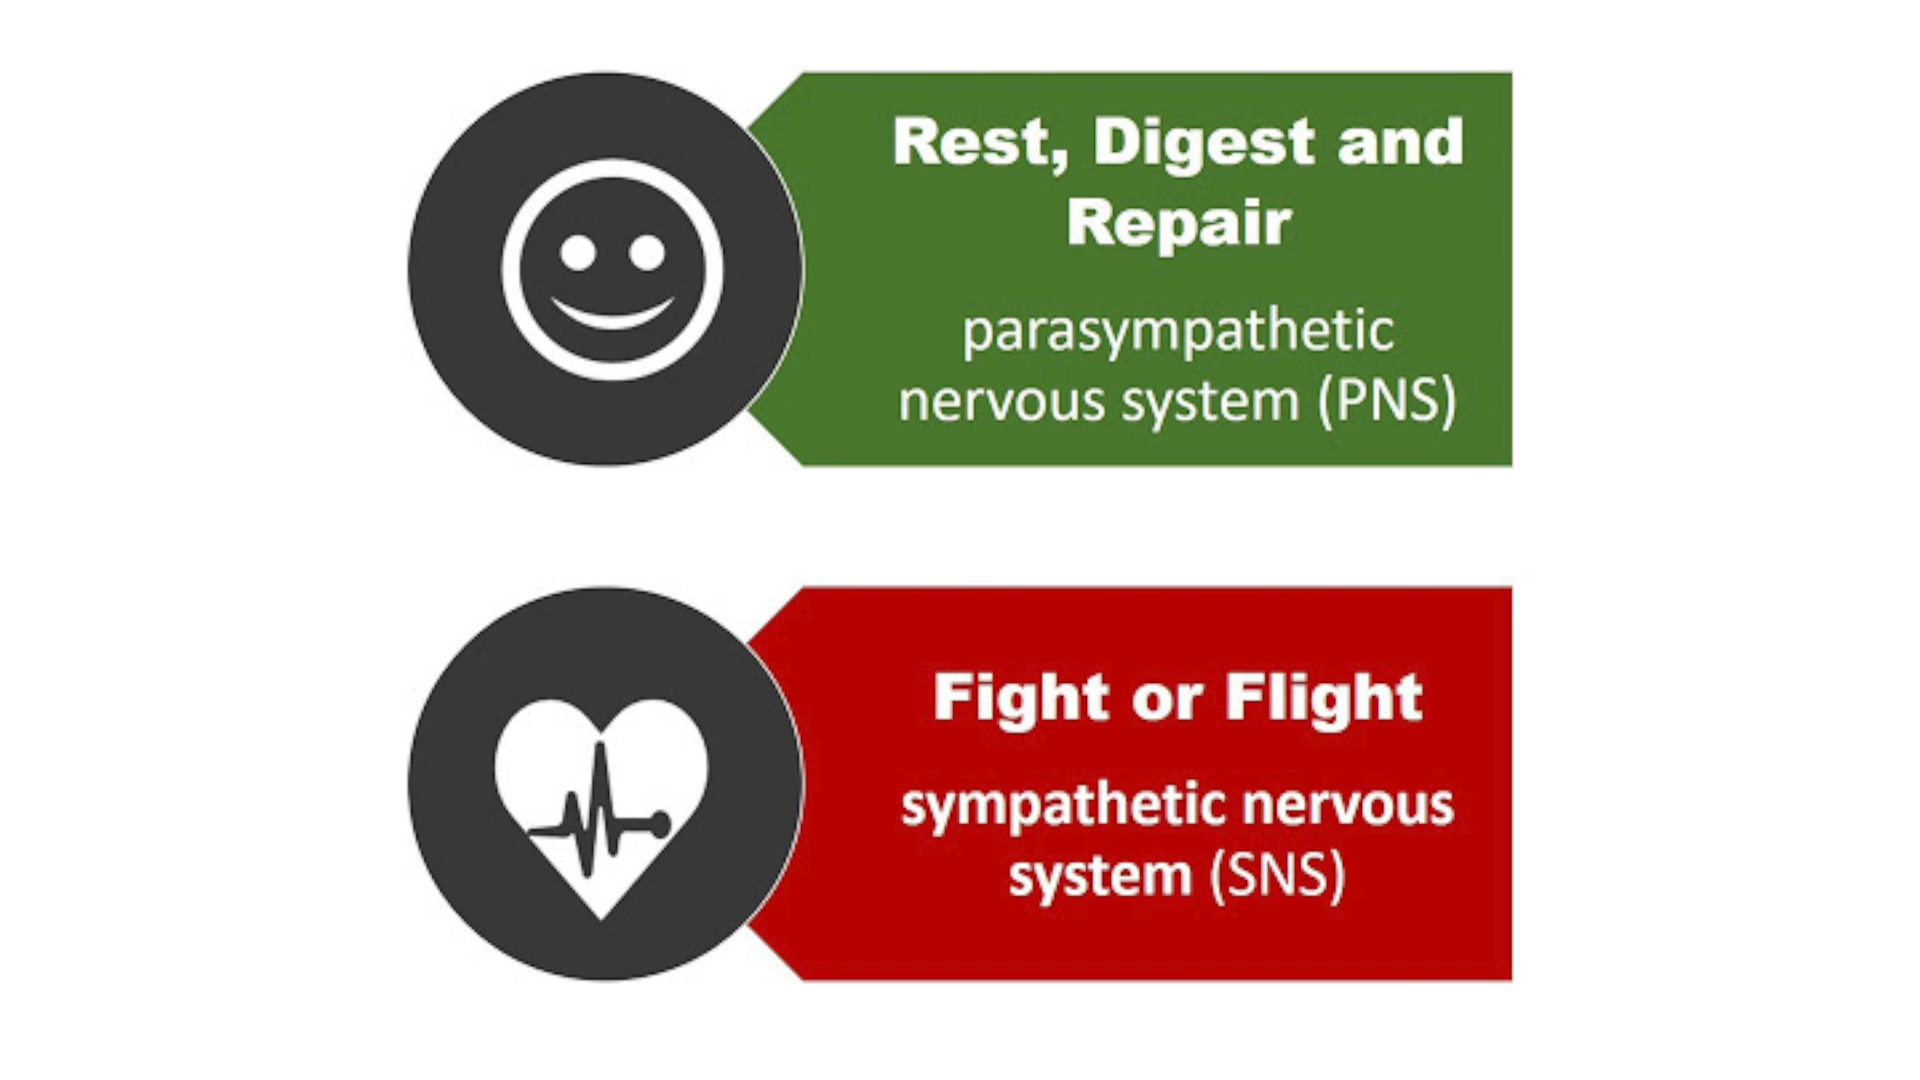 Rest, Digest and
Repair
parasympathetic
nervous system (PNS)
Fight or Flight
sympathetic nervous
system (SNS)